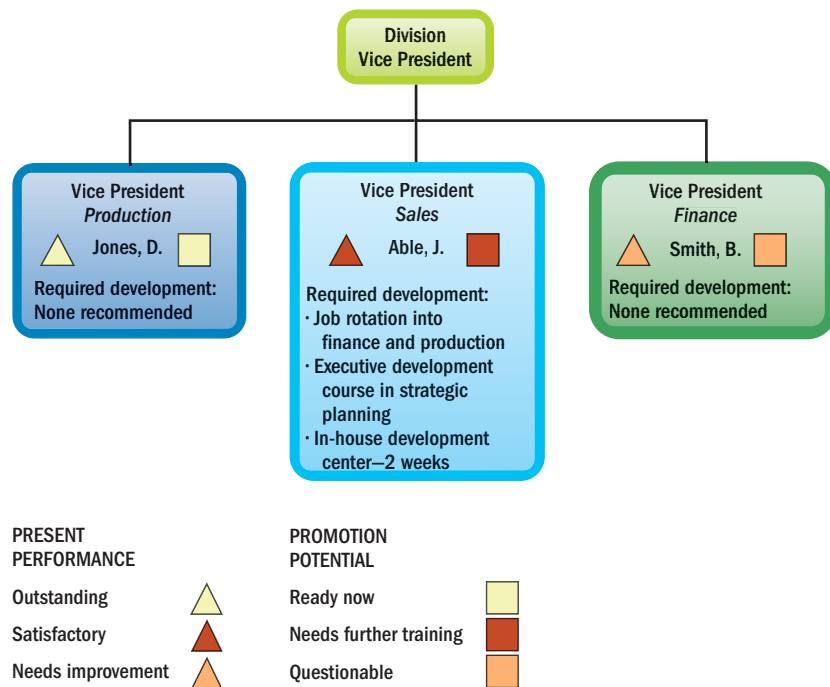 Division
Vice President
Vice President
Production
Jones, D.
Required development:
None recommended
Vice President
Sales
Able, J.
Required development:
· Job rotation into
finance and production
· Executive development
course in strategic
planning
· In-house development
center—2 weeks
Vice President
Finance
Smith, B.
Required development:
None recommended
PRESENT
PERFORMANCE
Outstanding
Satisfactory
Needs improvement
PROMOTION
POTENTIAL
Ready now
Needs further training
Questionable